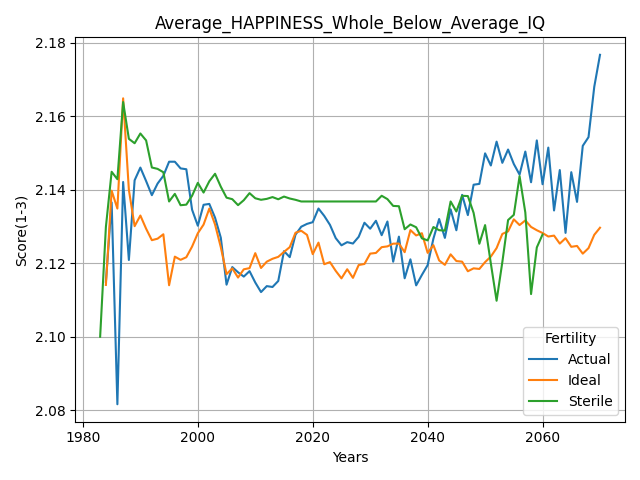 Average_HAPPINESS_Whole_Below_Average_IQ
Score(1-3)
2.18
2.16
2.14
2.12
2.10
2.08
1980
2000
2020
2040
2060
Years
Fertility
Actual
Ideal
Sterile